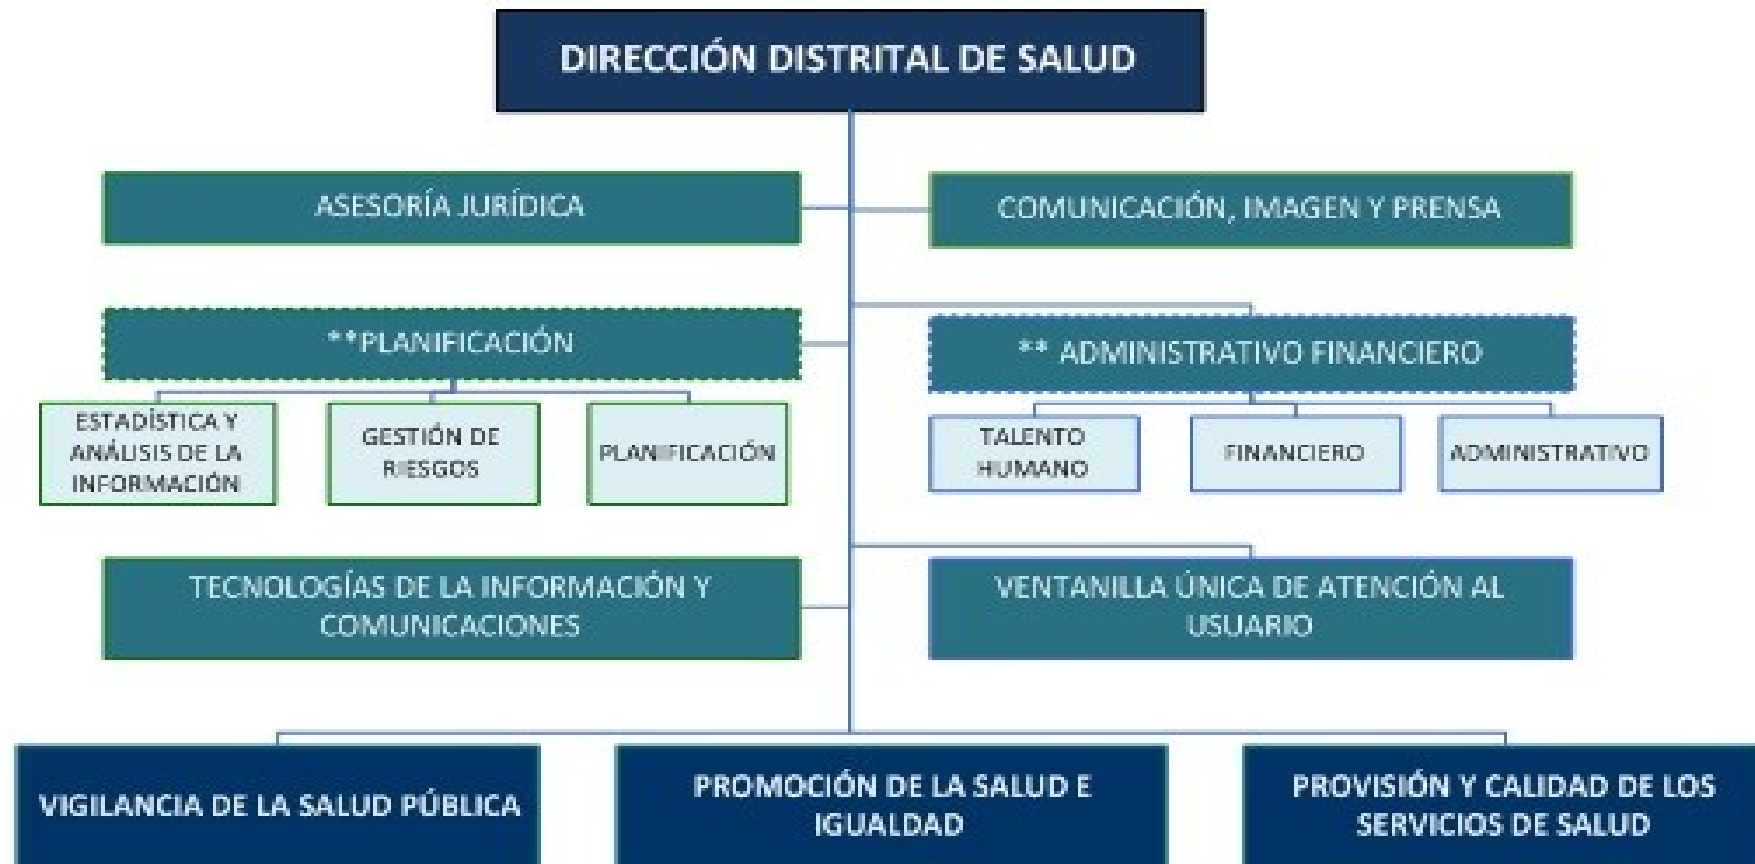 DIRECCIÓN DISTRITAL DE SALUD
ASESORÍA JURÍDICA
COMUNICACIÓN, IMAGEN Y PRENSA
**PLANIFICACIÓN
** ADMINISTRATIVO FINANCIERO
ESTADÍSTICA Y
ANÁLISIS DE LA
INFORMACIÓN
GESTIÓN DE
RIESGOS
PLANIFICACIÓN
TALENTO
HUMANO
FINANCIERO
ADMINISTRATIVO
TECNOLOGÍAS DE LA INFORMACIÓN Y
COMUNICACIONES
VENTANILLA ÚNICA DE ATENCIÓN AL
USUARIO
VIGILANCIA DE LA SALUD PÚBLICA
PROMOCIÓN DE LA SALUD E
IGUALDAD
PROVISIÓN Y CALIDAD DE LOS
SERVICIOS DE SALUD